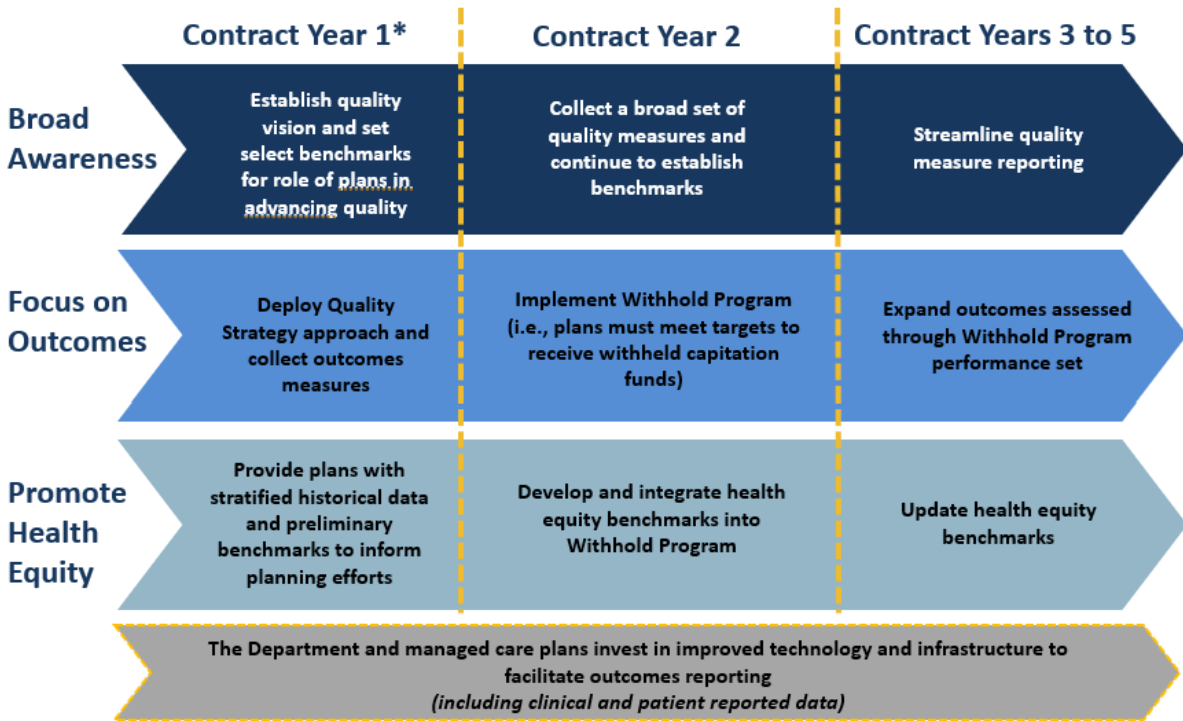 Contract Year 1*
Contract Year 2
Contract Years 3 to 5
Broad
Awareness
Establish quality
vision and set
select benchmarks
for role of plans in
advancing quality
Collect a broad set of
quality measures and
continue to establish
benchmarks
Streamline quality
measure reporting
Focus on
Outcomes
Deploy Quality
Strategy approach and
collect outcomes
measures
Implement Withhold Program
(i.e., plans must meet targets to
receive withheld capitation
funds)
Expand outcomes assessed
through Withhold Program
performance set
Promote
Health
Equity
Provide plans with
stratified historical data
and preliminary
benchmarks to inform
planning efforts
Develop and integrate health
equity benchmarks into
Withhold Program
Update health equity
benchmarks
The Department and managed care plans invest in improved technology and infrastructure to
facilitate outcomes reporting
(including clinical and patient reported data)